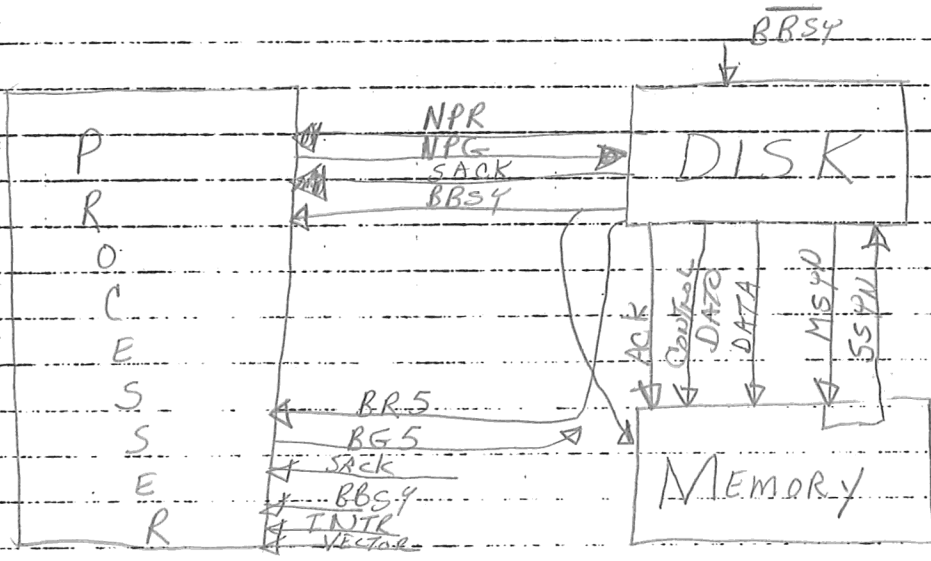 BBSY
NPR
NPG
SACK
BBSY
DISK
PROCESSER
ACK
CONTROL
DATO
DATA
MSYN
SSYN
BR5
BG5
SACK
BBSY
INTR
VECTOR
MEMORY